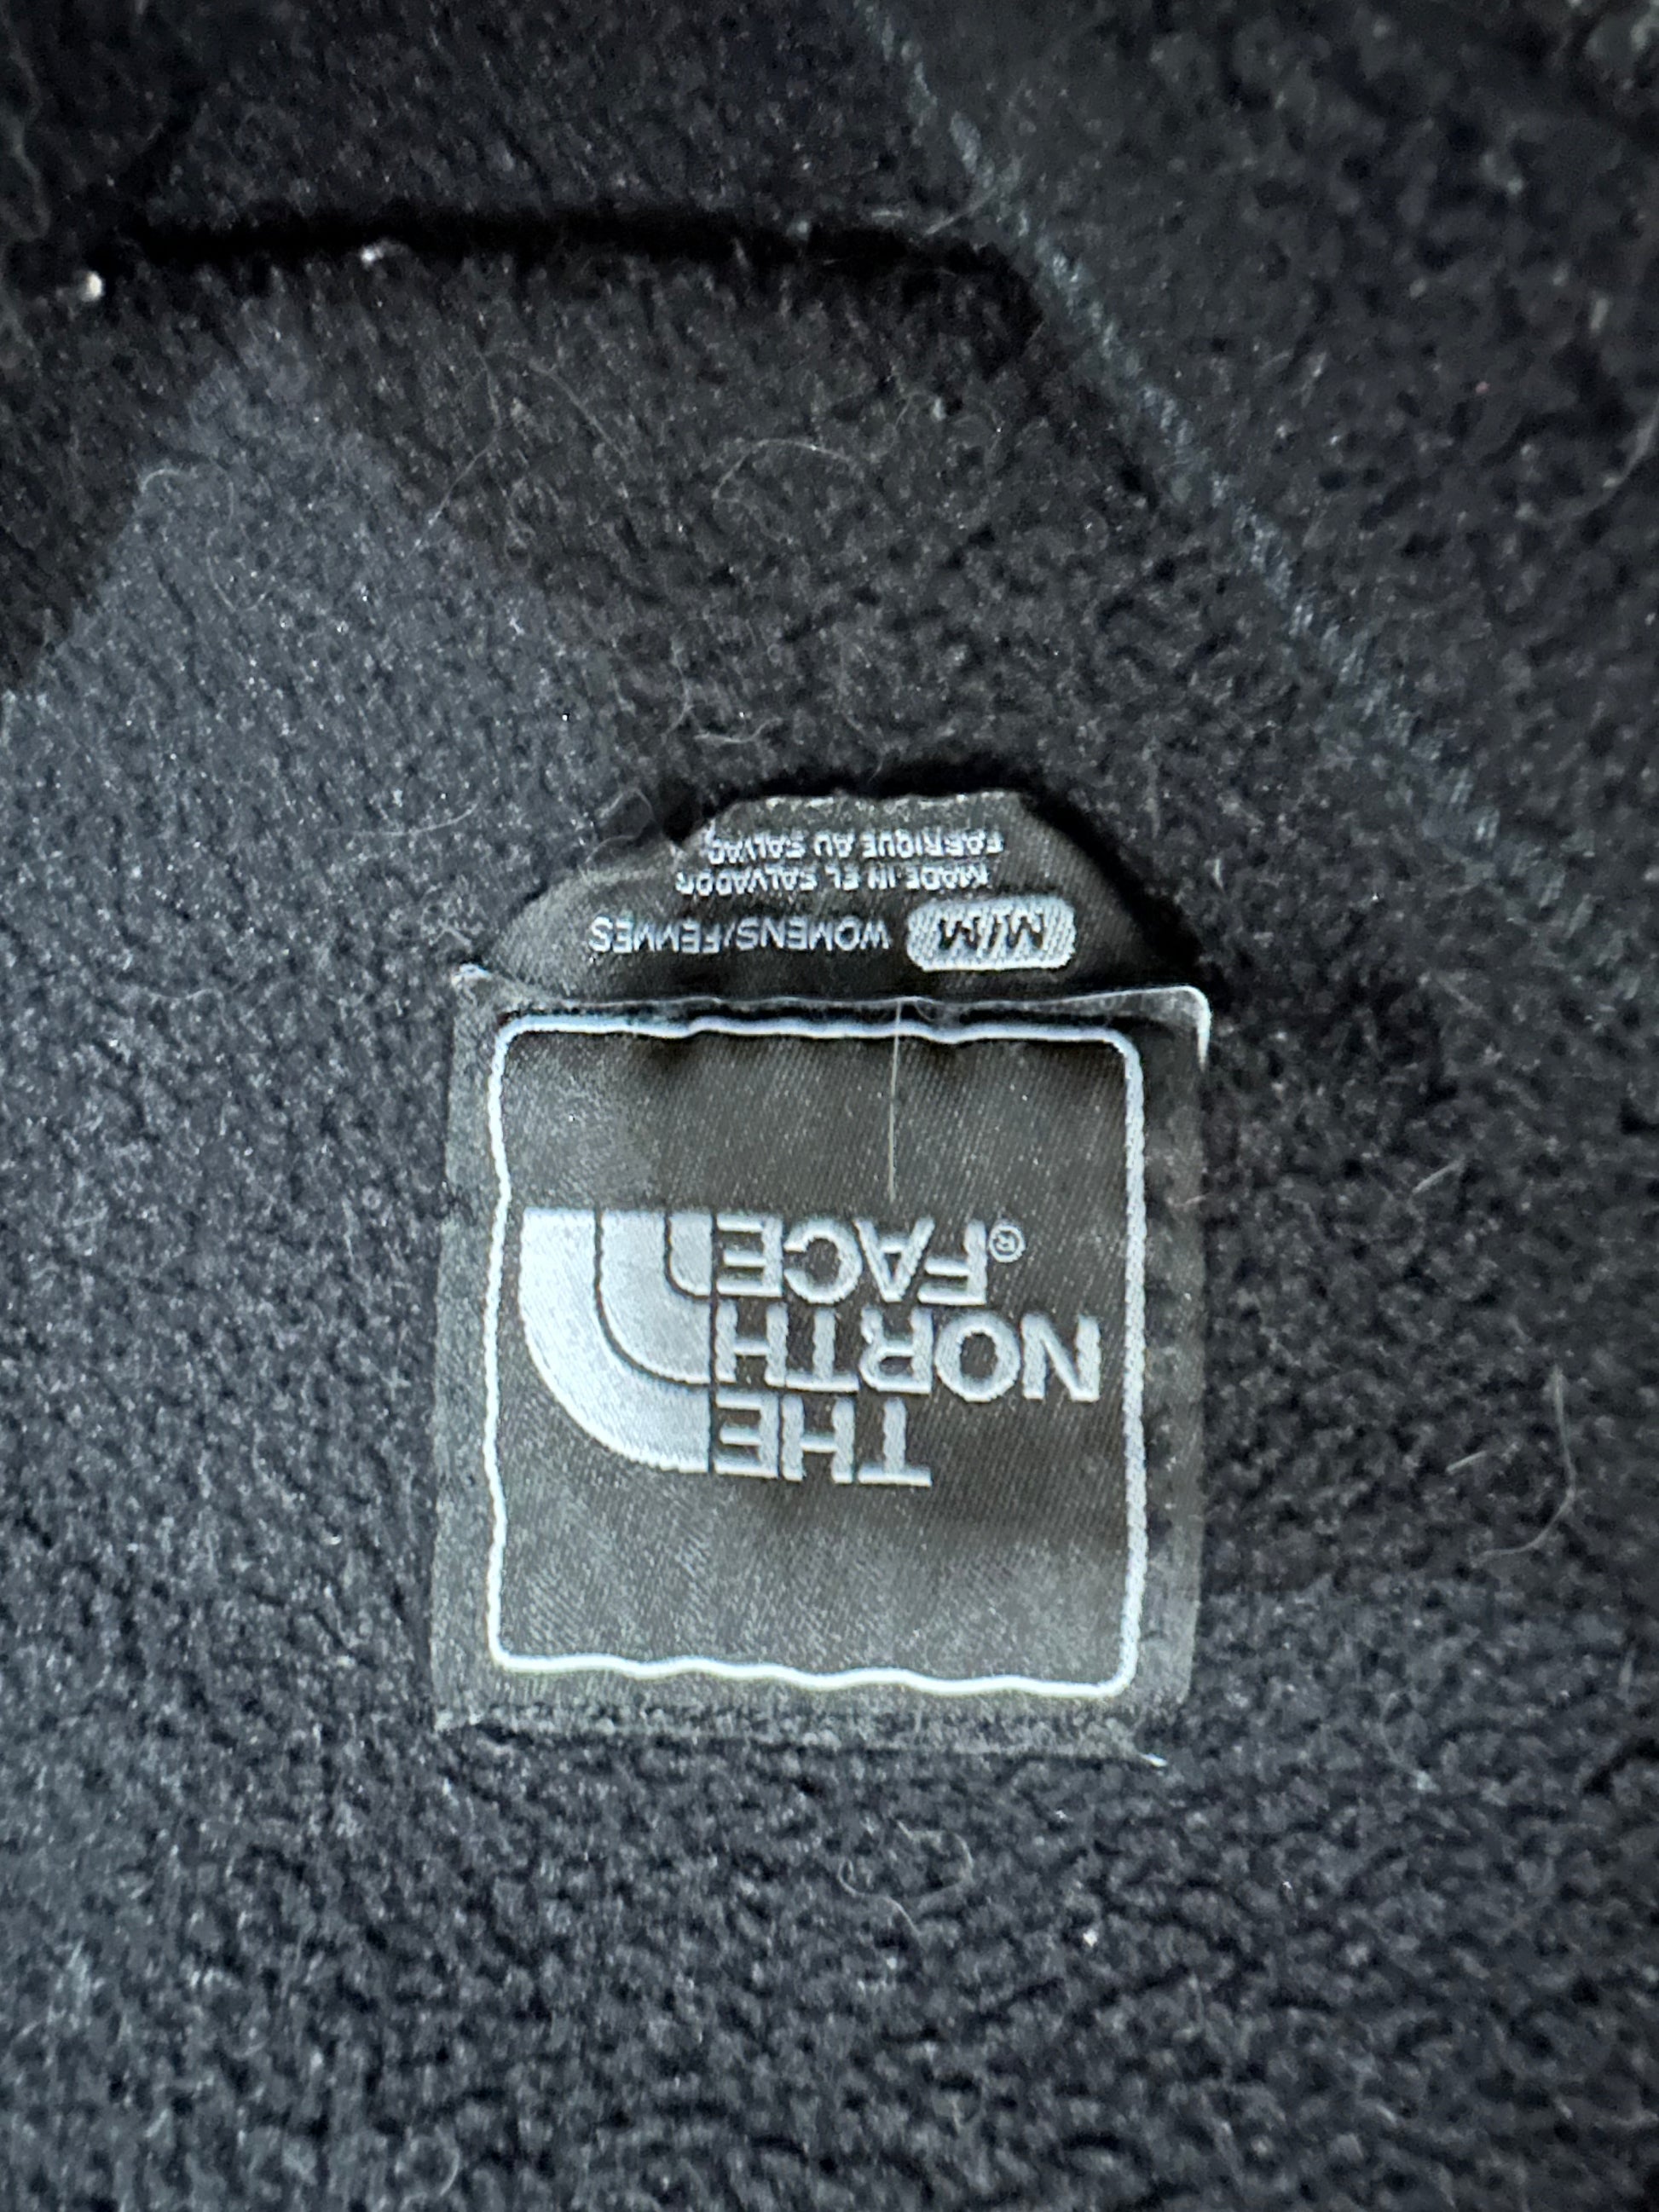 THE
NORTH
FACE®
M/M WOMENS/FEMMES
MADE IN EL SALVADOR
FABRIQUE AU SALVAD